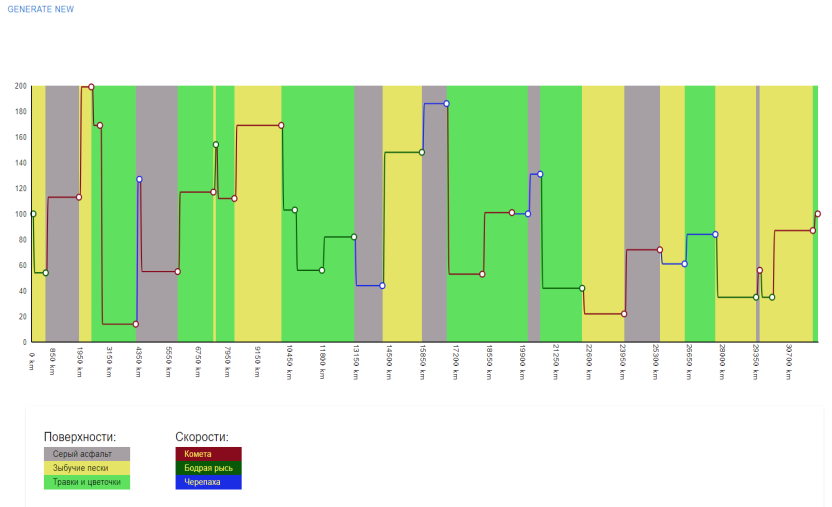 GENERATE NEW
200
180
160
140
120
100
80
60
40
20
0
0 km
850 km
1950 km
3150 km
4350 km
5550 km
6750 km
7950 km
9150 km
10450 km
11800 km
13150 km
14500 km
15850 km
17200 km
18550 km
19900 km
21250 km
22600 km
23950 km
25300 km
26650 km
28000 km
29350 km
30700 km
Поверхности:
Серый асфальт
Зыбучие пески
Травки и цветочки
Скорости:
Комета
Бодрая рысь
Черепаха